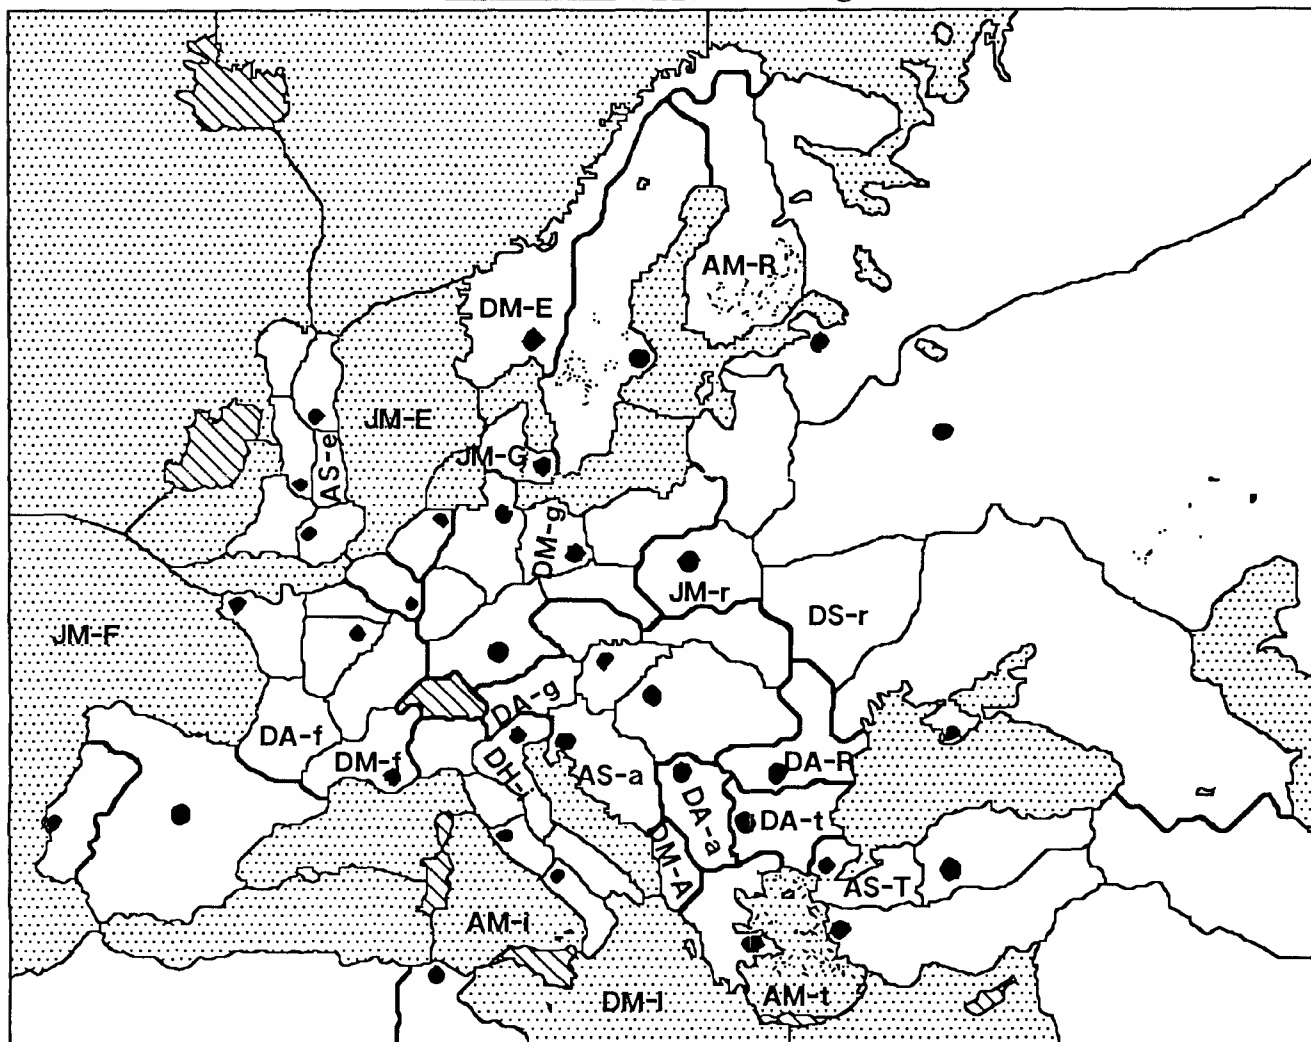 AM-R
DM-E
JM-E
AS-e
JM-G
DM-g
JM-r
DS-r
JM-F
DA-g
DA-f
DM-f
DH-i
AS-a
DA-R
DA-a
DA-t
DM-A
AS-T
AM-i
DM-I
AM-t